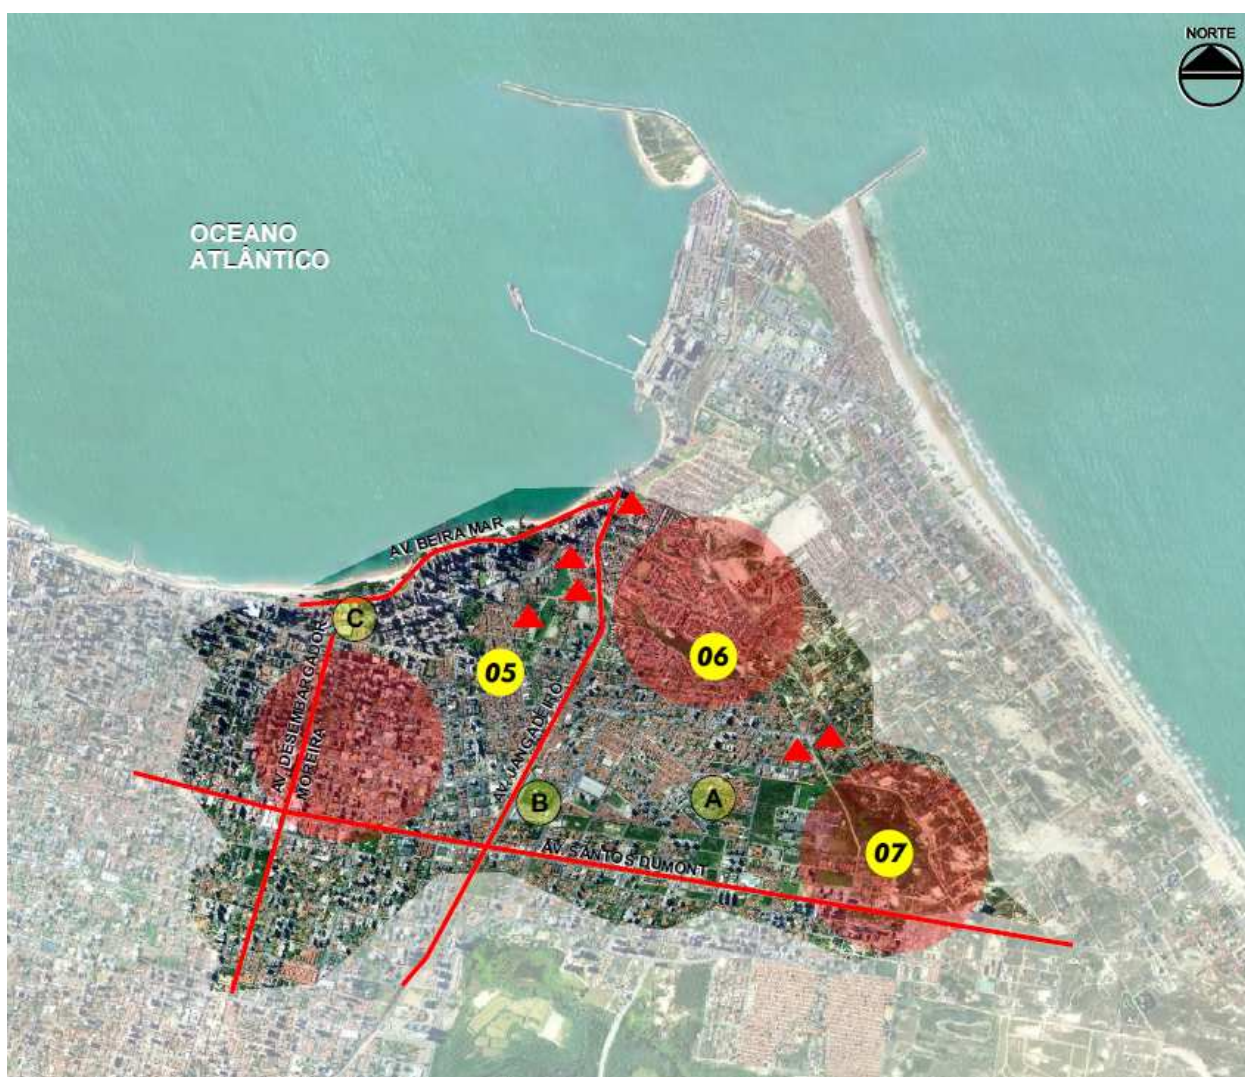 NORTE
OCEANO
ATLÂNTICO
AV. BEIRA MAR
C
AV. DESEMBARGADOR
MOREIRA
05
06
AV. JANGADEIRO
B
A
AV. SANTOS DUMONT
07